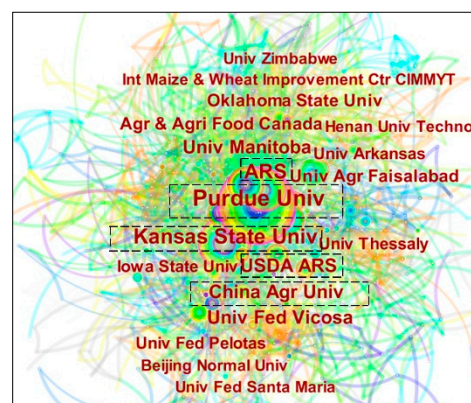 Univ Zimbabwe
Int Maize & Wheat Improvement Ctr CIMMYT
Oklahoma State Univ
Agr & Agri Food Canada Henan Univ Techno
Univ Manitoba Univ Arkansas
ARS Univ Agr Faisalabad
Purdue Univ
Kansas State Univ Univ Thessaly
Iowa State Univ USDA ARS
China Agr Univ
Univ Fed Vicosa
Univ Fed Pelotas
Beijing Normal Univ
Univ Fed Santa Maria